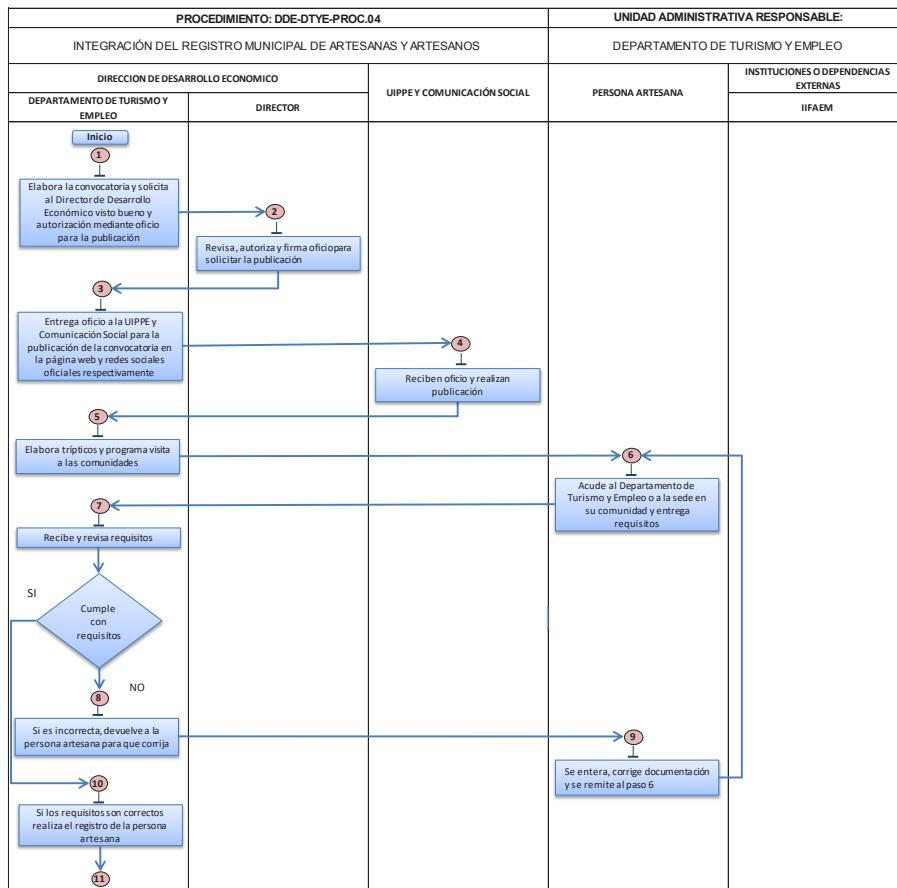 PROCEDIMIENTO: DDE-DTYE-PROC.04
UNIDAD ADMINISTRATIVA RESPONSABLE:
INTEGRACIÓN DEL REGISTRO MUNICIPAL DE ARTESANAS Y ARTESANOS
DEPARTAMENTO DE TURISMO Y EMPLEO
DIRECCION DE DESARROLLO ECONOMICO
UIPPE Y COMUNICACIÓN SOCIAL
PERSONA ARTESANA
INSTITUCIONES O DEPENDENCIAS
EXTERNAS
DEPARTAMENTO DE TURISMO Y
EMPLEO
DIRECTOR
IIFAEM
Inicio
1
Elabora la convocatoria y solicita
al Director de Desarrollo
Económico visto bueno y
autorización mediante oficio
para la publicación
2
Revisa, autoriza y firma oficiopara
solicitar la publicación
3
Entrega oficio a la UIPPE y
Comunicación Social para la
publicación de la convocatoria en
la página web y redes sociales
oficiales respectivamente
4
Reciben oficio y realizan
publicación
5
Elabora trípticos y programa visita
a las comunidades
6
Acude al Departamento de
Turismo y Empleo o a la sede en
su comunidad y entrega
requisitos
7
Recibe y revisa requisitos
SI
Cumple
con
requisitos
NO
8
Si es incorrecta, devuelve a la
persona artesana para que corrija
9
Se entera, corrige documentación
y se remite al paso 6
10
Si los requisitos son correctos
realiza el registro de la persona
artesana
11